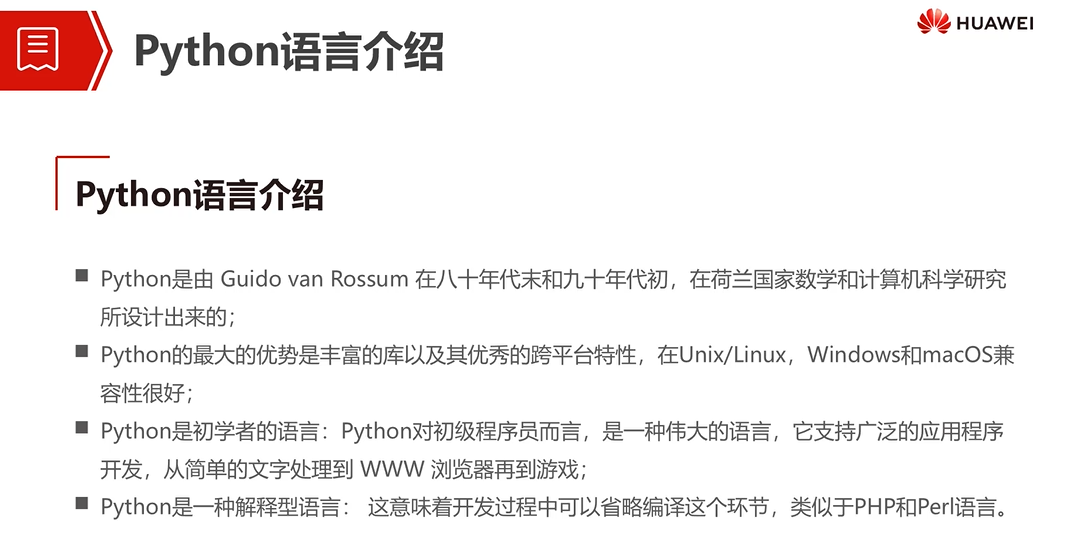 Python语言介绍
HUAWEI
Python语言介绍
Python是由 Guido van Rossum 在八十年代末和九十年代初，在荷兰国家数学和计算机科学研究
所设计出来的；
Python的最大的优势是丰富的库以及其优秀的跨平台特性，在Unix/Linux，Windows和macOS兼
容性很好；
Python是初学者的语言：Python对初级程序员而言，是一种伟大的语言，它支持广泛的应用程序
开发，从简单的文字处理到 WWW 浏览器再到游戏；
Python是一种解释型语言： 这意味着开发过程中可以省略编译这个环节，类似于PHP和Perl语言。